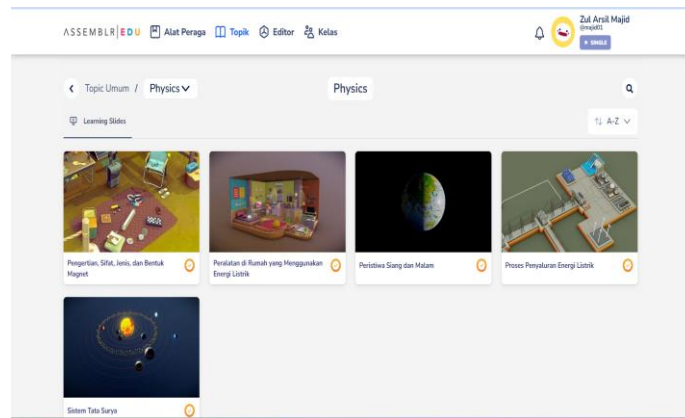 ASSEMBLR EDU Alat Peraga Topik Editor Kelas
Zul Arsil Majid
@majid01
SINGLE
Topic Umum / Physics
Physics
Learning Slides
A-Z
Pengertian, Sifat, Jenis, dan Bentuk
Magnet
Peralatan di Rumah yang Menggunakan
Energi Listrik
Peristiwa Siang dan Malam
Proses Penyaluran Energi Listrik
Sistem Tata Surya